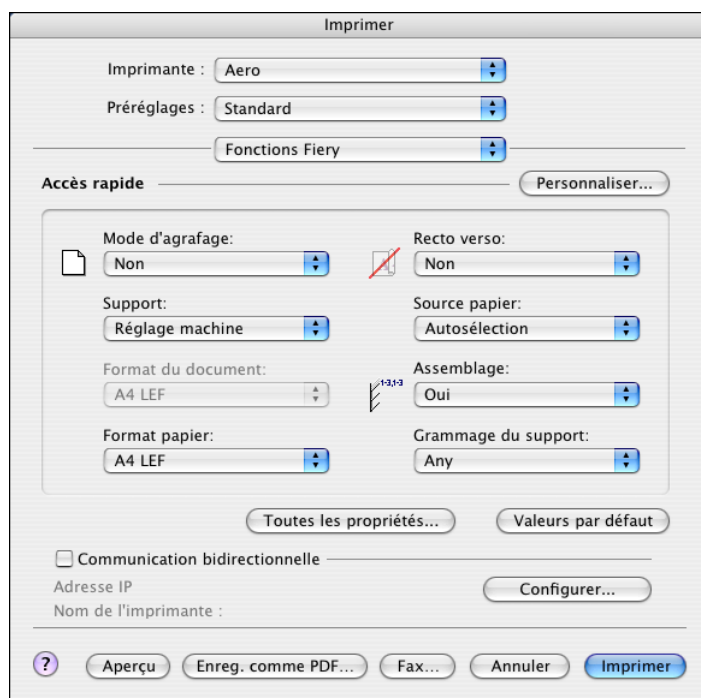 Imprimer
Imprimante : Aero
Préréglages : Standard
Fonctions Fiery
Accès rapide Personnaliser...
Mode d'agrafage: Recto verso:
Non Non
Support: Source papier:
Réglage machine Autosélection
Format du document: Assemblage:
A4 LEF 1-3,1-3 Oui
Format papier: Grammage du support:
A4 LEF Any
Toutes les propriétés... Valeurs par défaut
Communication bidirectionnelle
Adresse IP Configurer...
Nom de l'imprimante :
? Aperçu Enreg. comme PDF... Fax... Annuler Imprimer